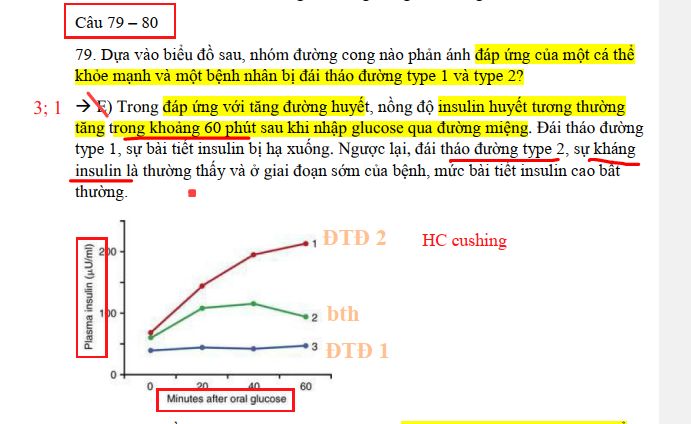 Câu 79 – 80
79. Dựa vào biểu đồ sau, nhóm đường cong nào phản ánh đáp ứng của một cá thể
khỏe mạnh và một bệnh nhân bị đái tháo đường type 1 và type 2?
3; 1 → E) Trong đáp ứng với tăng đường huyết, nồng độ insulin huyết tương thường
tăng trong khoảng 60 phút sau khi nhập glucose qua đường miệng. Đái tháo đường
type 1, sự bài tiết insulin bị hạ xuống. Ngược lại, đái tháo đường type 2, sự kháng
insulin là thường thấy và ở giai đoạn sớm của bệnh, mức bài tiết insulin cao bất
thường.
Plasma insulin (μU/ml)
200
100
0
1 ĐTĐ 2
HC cushing
2 bth
3 ĐTĐ 1
0 20 40 60
Minutes after oral glucose